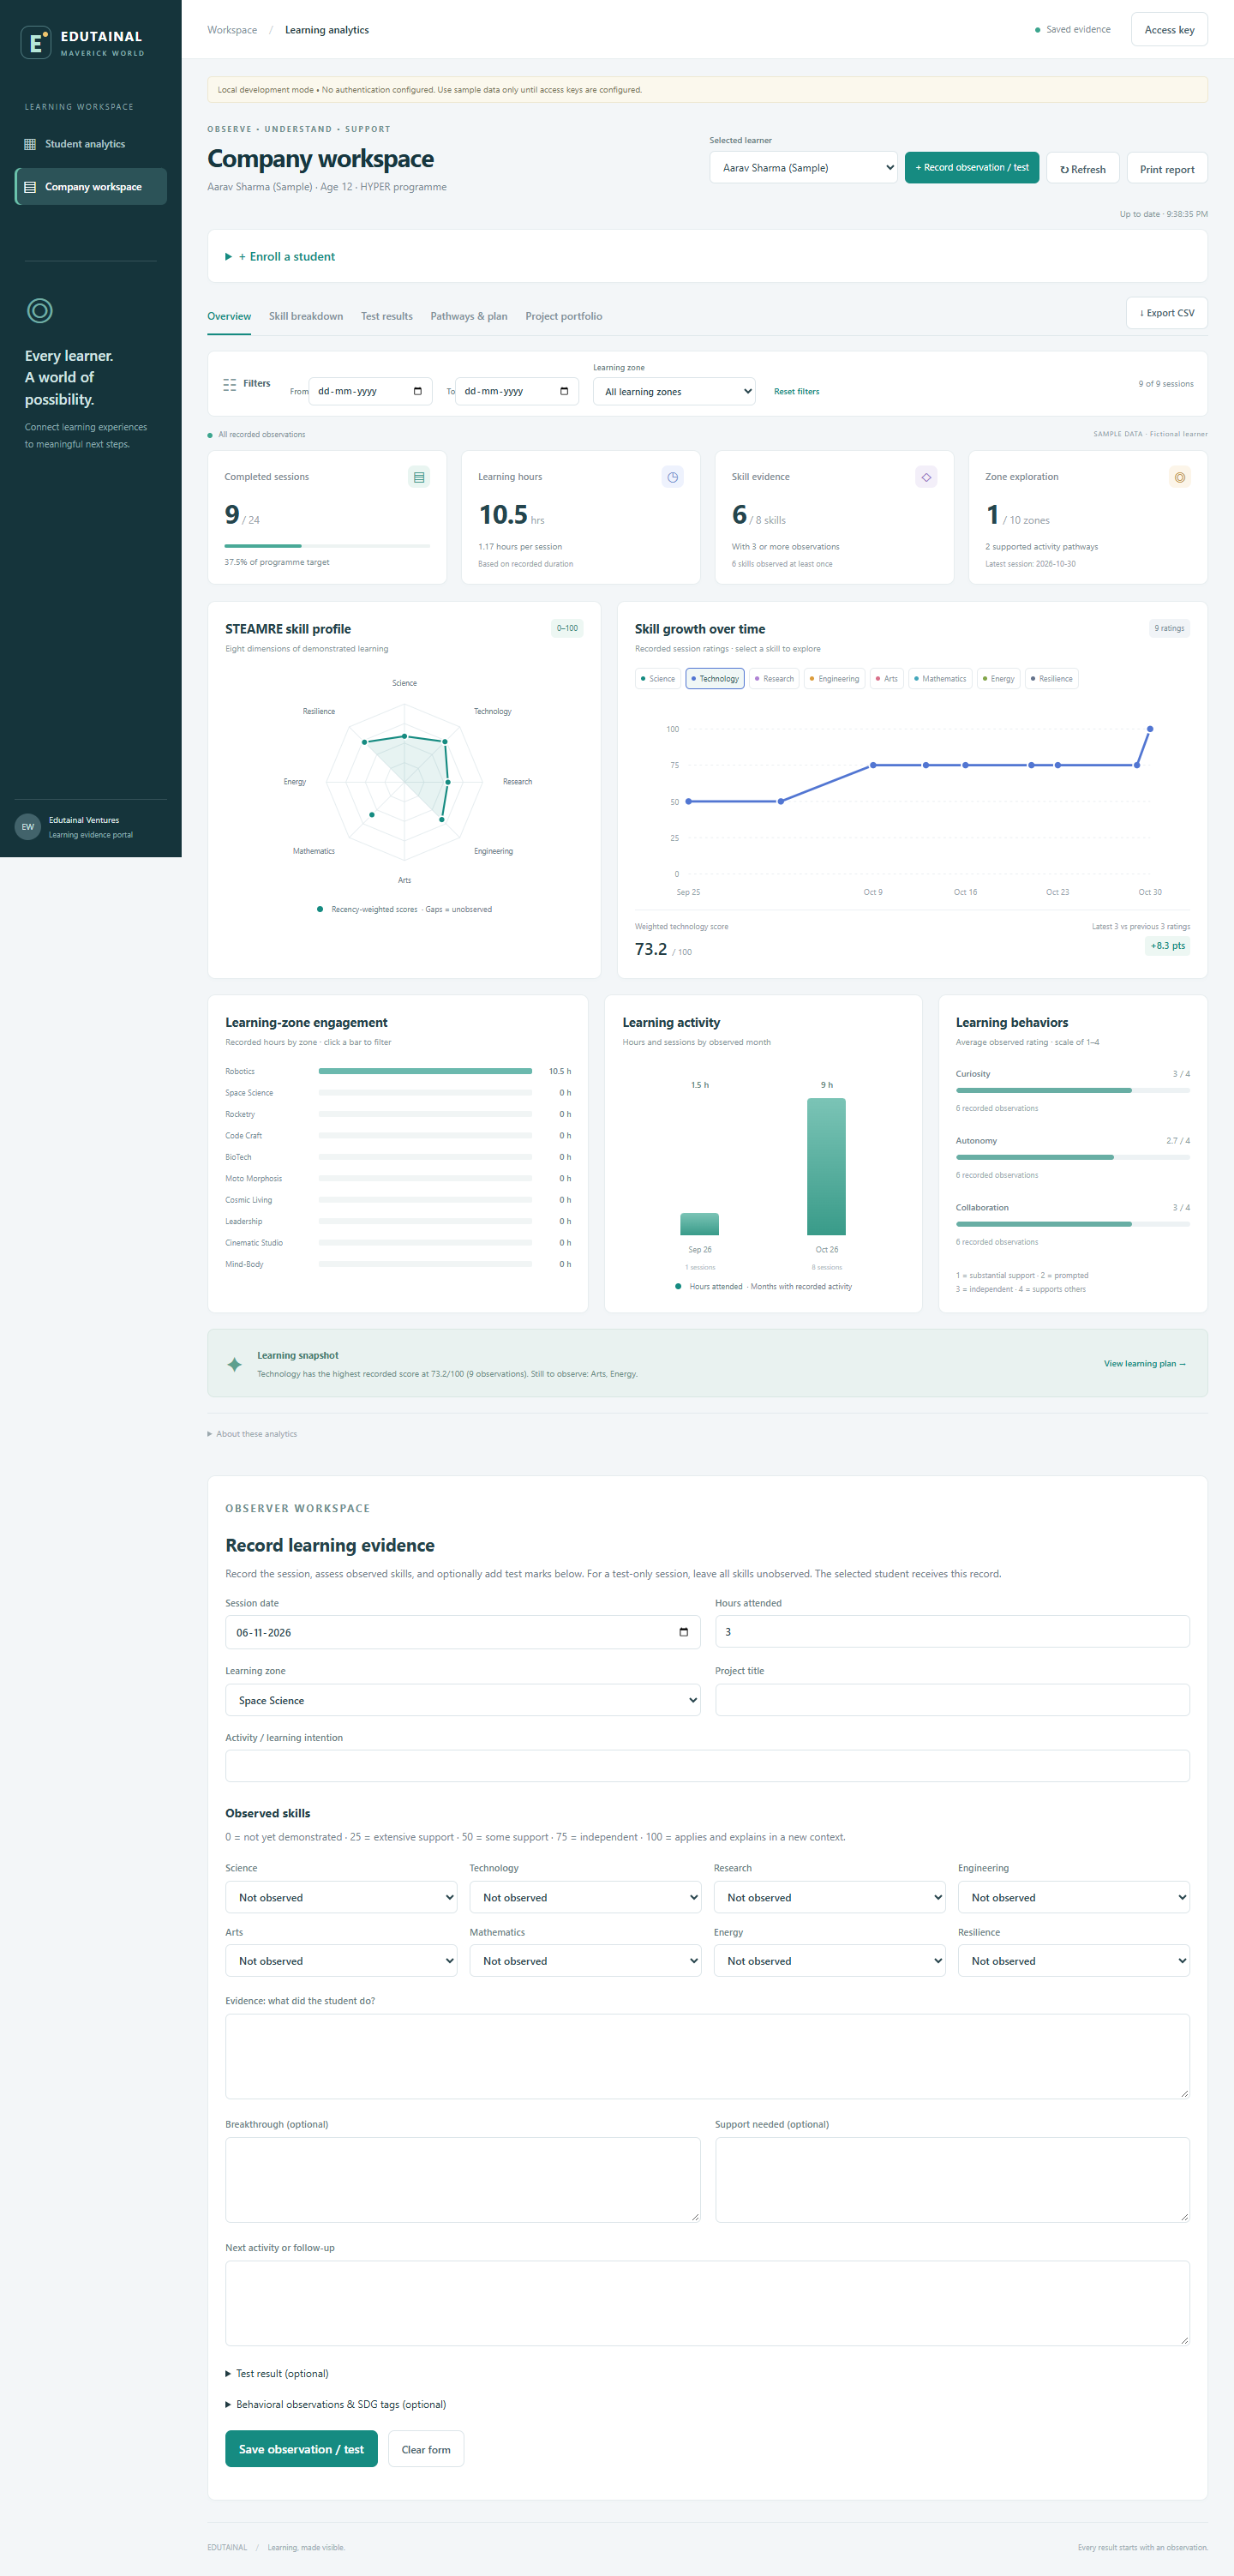 EDUTAINAL
MAVERICK WORLD
LEARNING WORKSPACE
Student analytics
Company workspace
Every learner.
A world of
possibility.
Connect learning experiences
to meaningful next steps.
EW
Edutainal Ventures
Learning evidence portal
Workspace / Learning analytics
Saved evidence
Access key
Local development mode • No authentication configured. Use sample data only until access keys are configured.
OBSERVE • UNDERSTAND • SUPPORT
Company workspace
Aarav Sharma (Sample) · Age 12 · HYPER programme
Selected learner
Aarav Sharma (Sample)
+ Record observation / test
↻ Refresh
Print report
Up to date · 9:38:35 PM
+ Enroll a student
Overview Skill breakdown Test results Pathways & plan Project portfolio
↓ Export CSV
Filters
From dd-mm-yyyy
To dd-mm-yyyy
Learning zone
All learning zones
Reset filters
9 of 9 sessions
All recorded observations
SAMPLE DATA · Fictional learner
Completed sessions
9 / 24
37.5% of programme target
Learning hours
10.5 hrs
1.17 hours per session
Based on recorded duration
Skill evidence
6 / 8 skills
With 3 or more observations
6 skills observed at least once
Zone exploration
1 / 10 zones
2 supported activity pathways
Latest session: 2026-10-30
STEAMRE skill profile
0–100
Eight dimensions of demonstrated learning
Science
Resilience
Technology
Energy
Research
Mathematics
Engineering
Arts
Recency-weighted scores · Gaps = unobserved
Skill growth over time
9 ratings
Recorded session ratings · select a skill to explore
Science Technology Research Engineering Arts Mathematics Energy Resilience
100
75
50
25
0
Sep 25 Oct 9 Oct 16 Oct 23 Oct 30
Weighted technology score
73.2 / 100
Latest 3 vs previous 3 ratings
+8.3 pts
Learning-zone engagement
Recorded hours by zone · click a bar to filter
Robotics 10.5 h
Space Science 0 h
Rocketry 0 h
Code Craft 0 h
BioTech 0 h
Moto Morphosis 0 h
Cosmic Living 0 h
Leadership 0 h
Cinematic Studio 0 h
Mind-Body 0 h
Learning activity
Hours and sessions by observed month
1.5 h 9 h
Sep 26 Oct 26
1 sessions 8 sessions
Hours attended · Months with recorded activity
Learning behaviors
Average observed rating · scale of 1–4
Curiosity 3 / 4
6 recorded observations
Autonomy 2.7 / 4
6 recorded observations
Collaboration 3 / 4
6 recorded observations
1 = substantial support · 2 = prompted
3 = independent · 4 = supports others
Learning snapshot
Technology has the highest recorded score at 73.2/100 (9 observations). Still to observe: Arts, Energy.
View learning plan →
About these analytics
OBSERVER WORKSPACE
Record learning evidence
Record the session, assess observed skills, and optionally add test marks below. For a test-only session, leave all skills unobserved. The selected student receives this record.
Session date
06-11-2026
Hours attended
3
Learning zone
Space Science
Project title
Activity / learning intention
Observed skills
0 = not yet demonstrated · 25 = extensive support · 50 = some support · 75 = independent · 100 = applies and explains in a new context.
Science Technology Research Engineering
Not observed Not observed Not observed Not observed
Arts Mathematics Energy Resilience
Not observed Not observed Not observed Not observed
Evidence: what did the student do?
Breakthrough (optional)
Support needed (optional)
Next activity or follow-up
Test result (optional)
Behavioral observations & SDG tags (optional)
Save observation / test
Clear form
EDUTAINAL / Learning, made visible.
Every result starts with an observation.